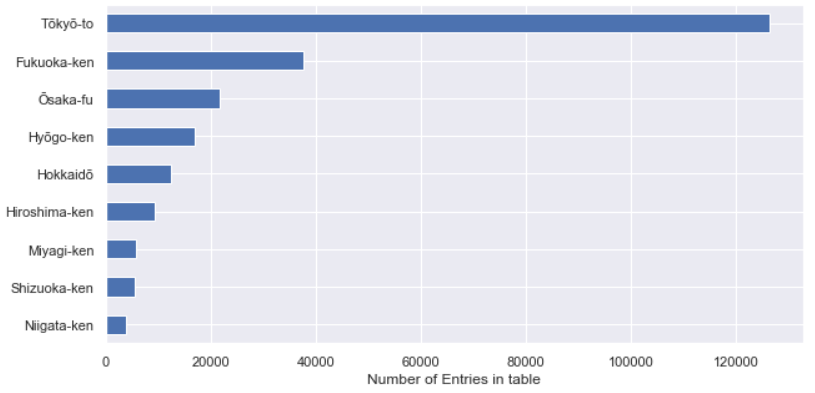 Tōkyō-to
Fukuoka-ken
Ōsaka-fu
Hyōgo-ken
Hokkaidō
Hiroshima-ken
Miyagi-ken
Shizuoka-ken
Niigata-ken
0 20000 40000 60000 80000 100000 120000
Number of Entries in table